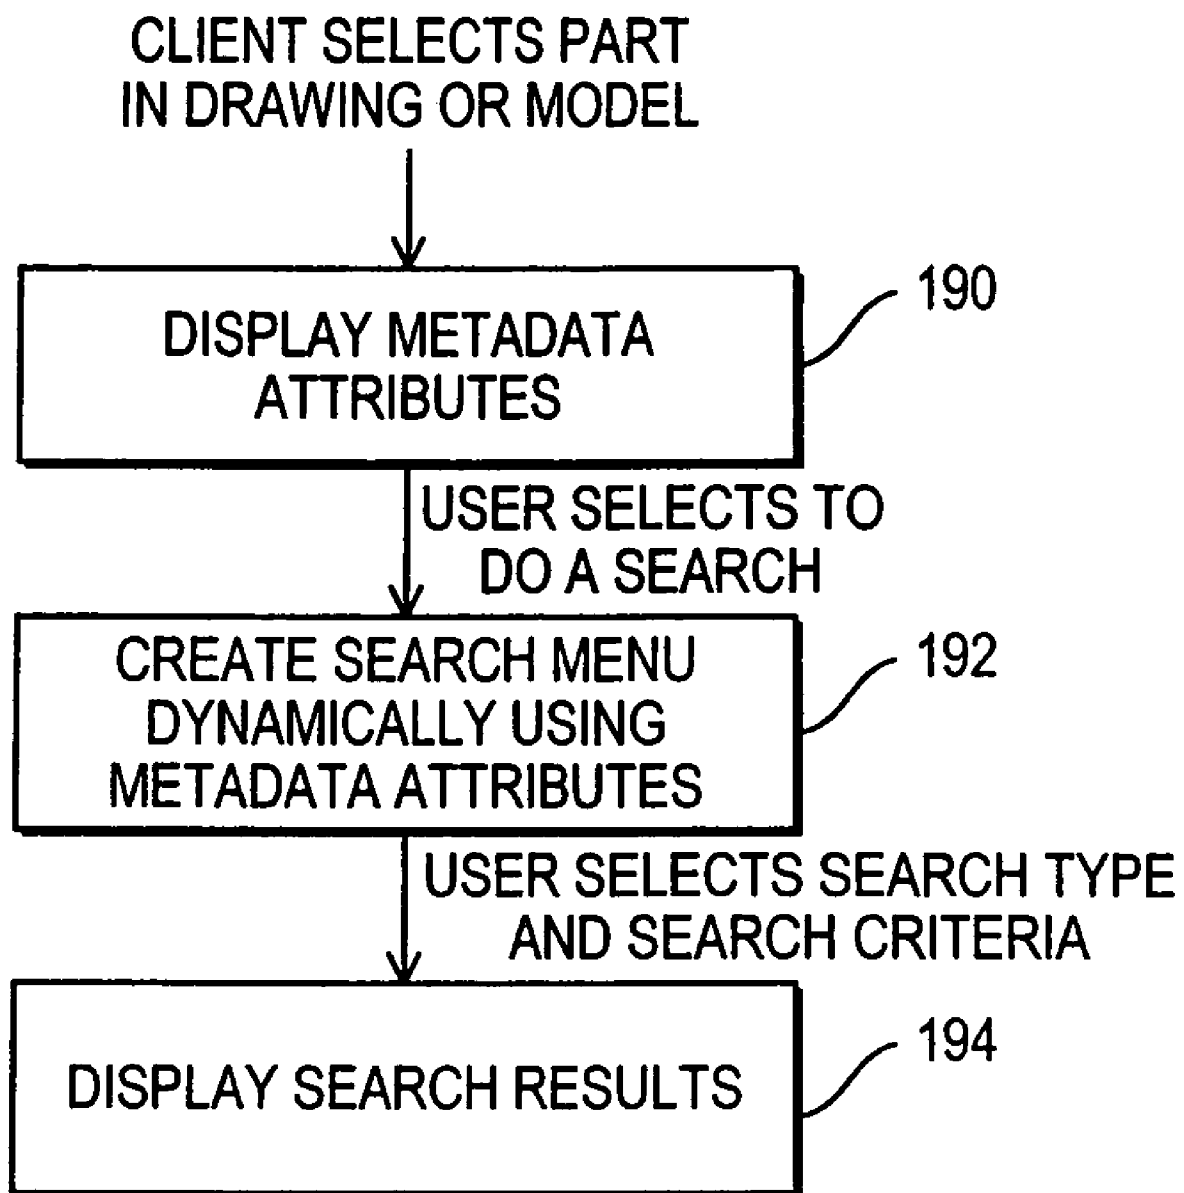 CLIENT SELECTS PART
IN DRAWING OR MODEL
190
DISPLAY METADATA
ATTRIBUTES
USER SELECTS TO
DO A SEARCH
192
CREATE SEARCH MENU
DYNAMICALLY USING
METADATA ATTRIBUTES
USER SELECTS SEARCH TYPE
AND SEARCH CRITERIA
194
DISPLAY SEARCH RESULTS